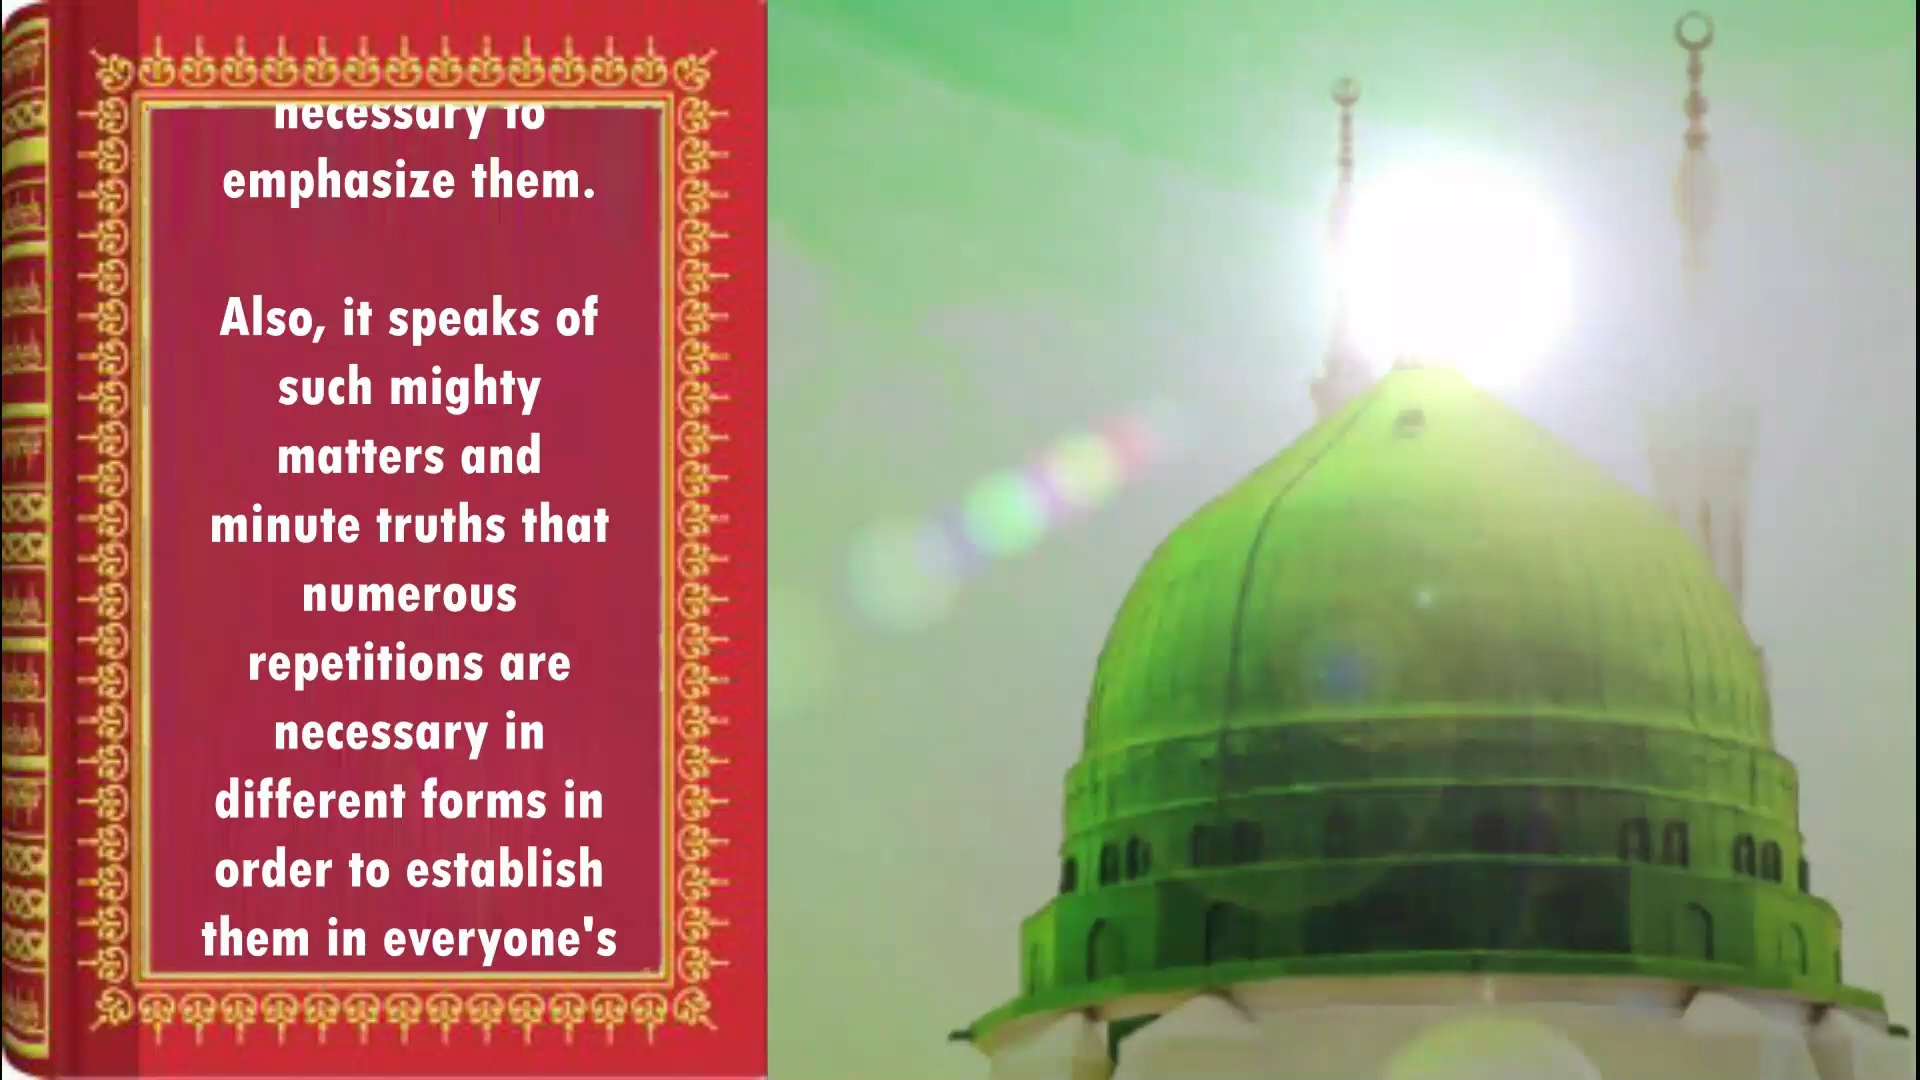 necessary to
emphasize them.
Also, it speaks of
such mighty
matters and
minute truths that
numerous
repetitions are
necessary in
different forms in
order to establish
them in everyone's